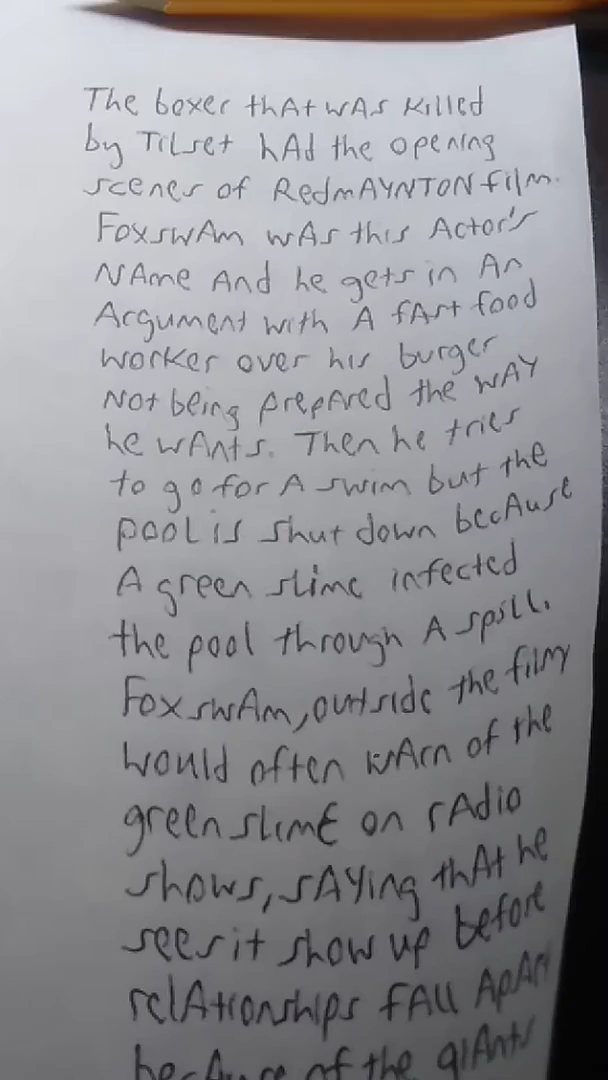 The boxer that was killed
by Tilset had the opening
scenes of Redmaynton film.
Foxswam was this Actor's
Name And he gets in An
Argument with A fast food
worker over his burger
Not being prepared the way
he wants. Then he tries
to go for A swim but the
pool is shut down because
A green slime infected
the pool through A spill.
Foxswam, outside the film,
would often warn of the
green slime on radio
shows, saying that he
sees it show up before
relationships fall apart
because of the giants